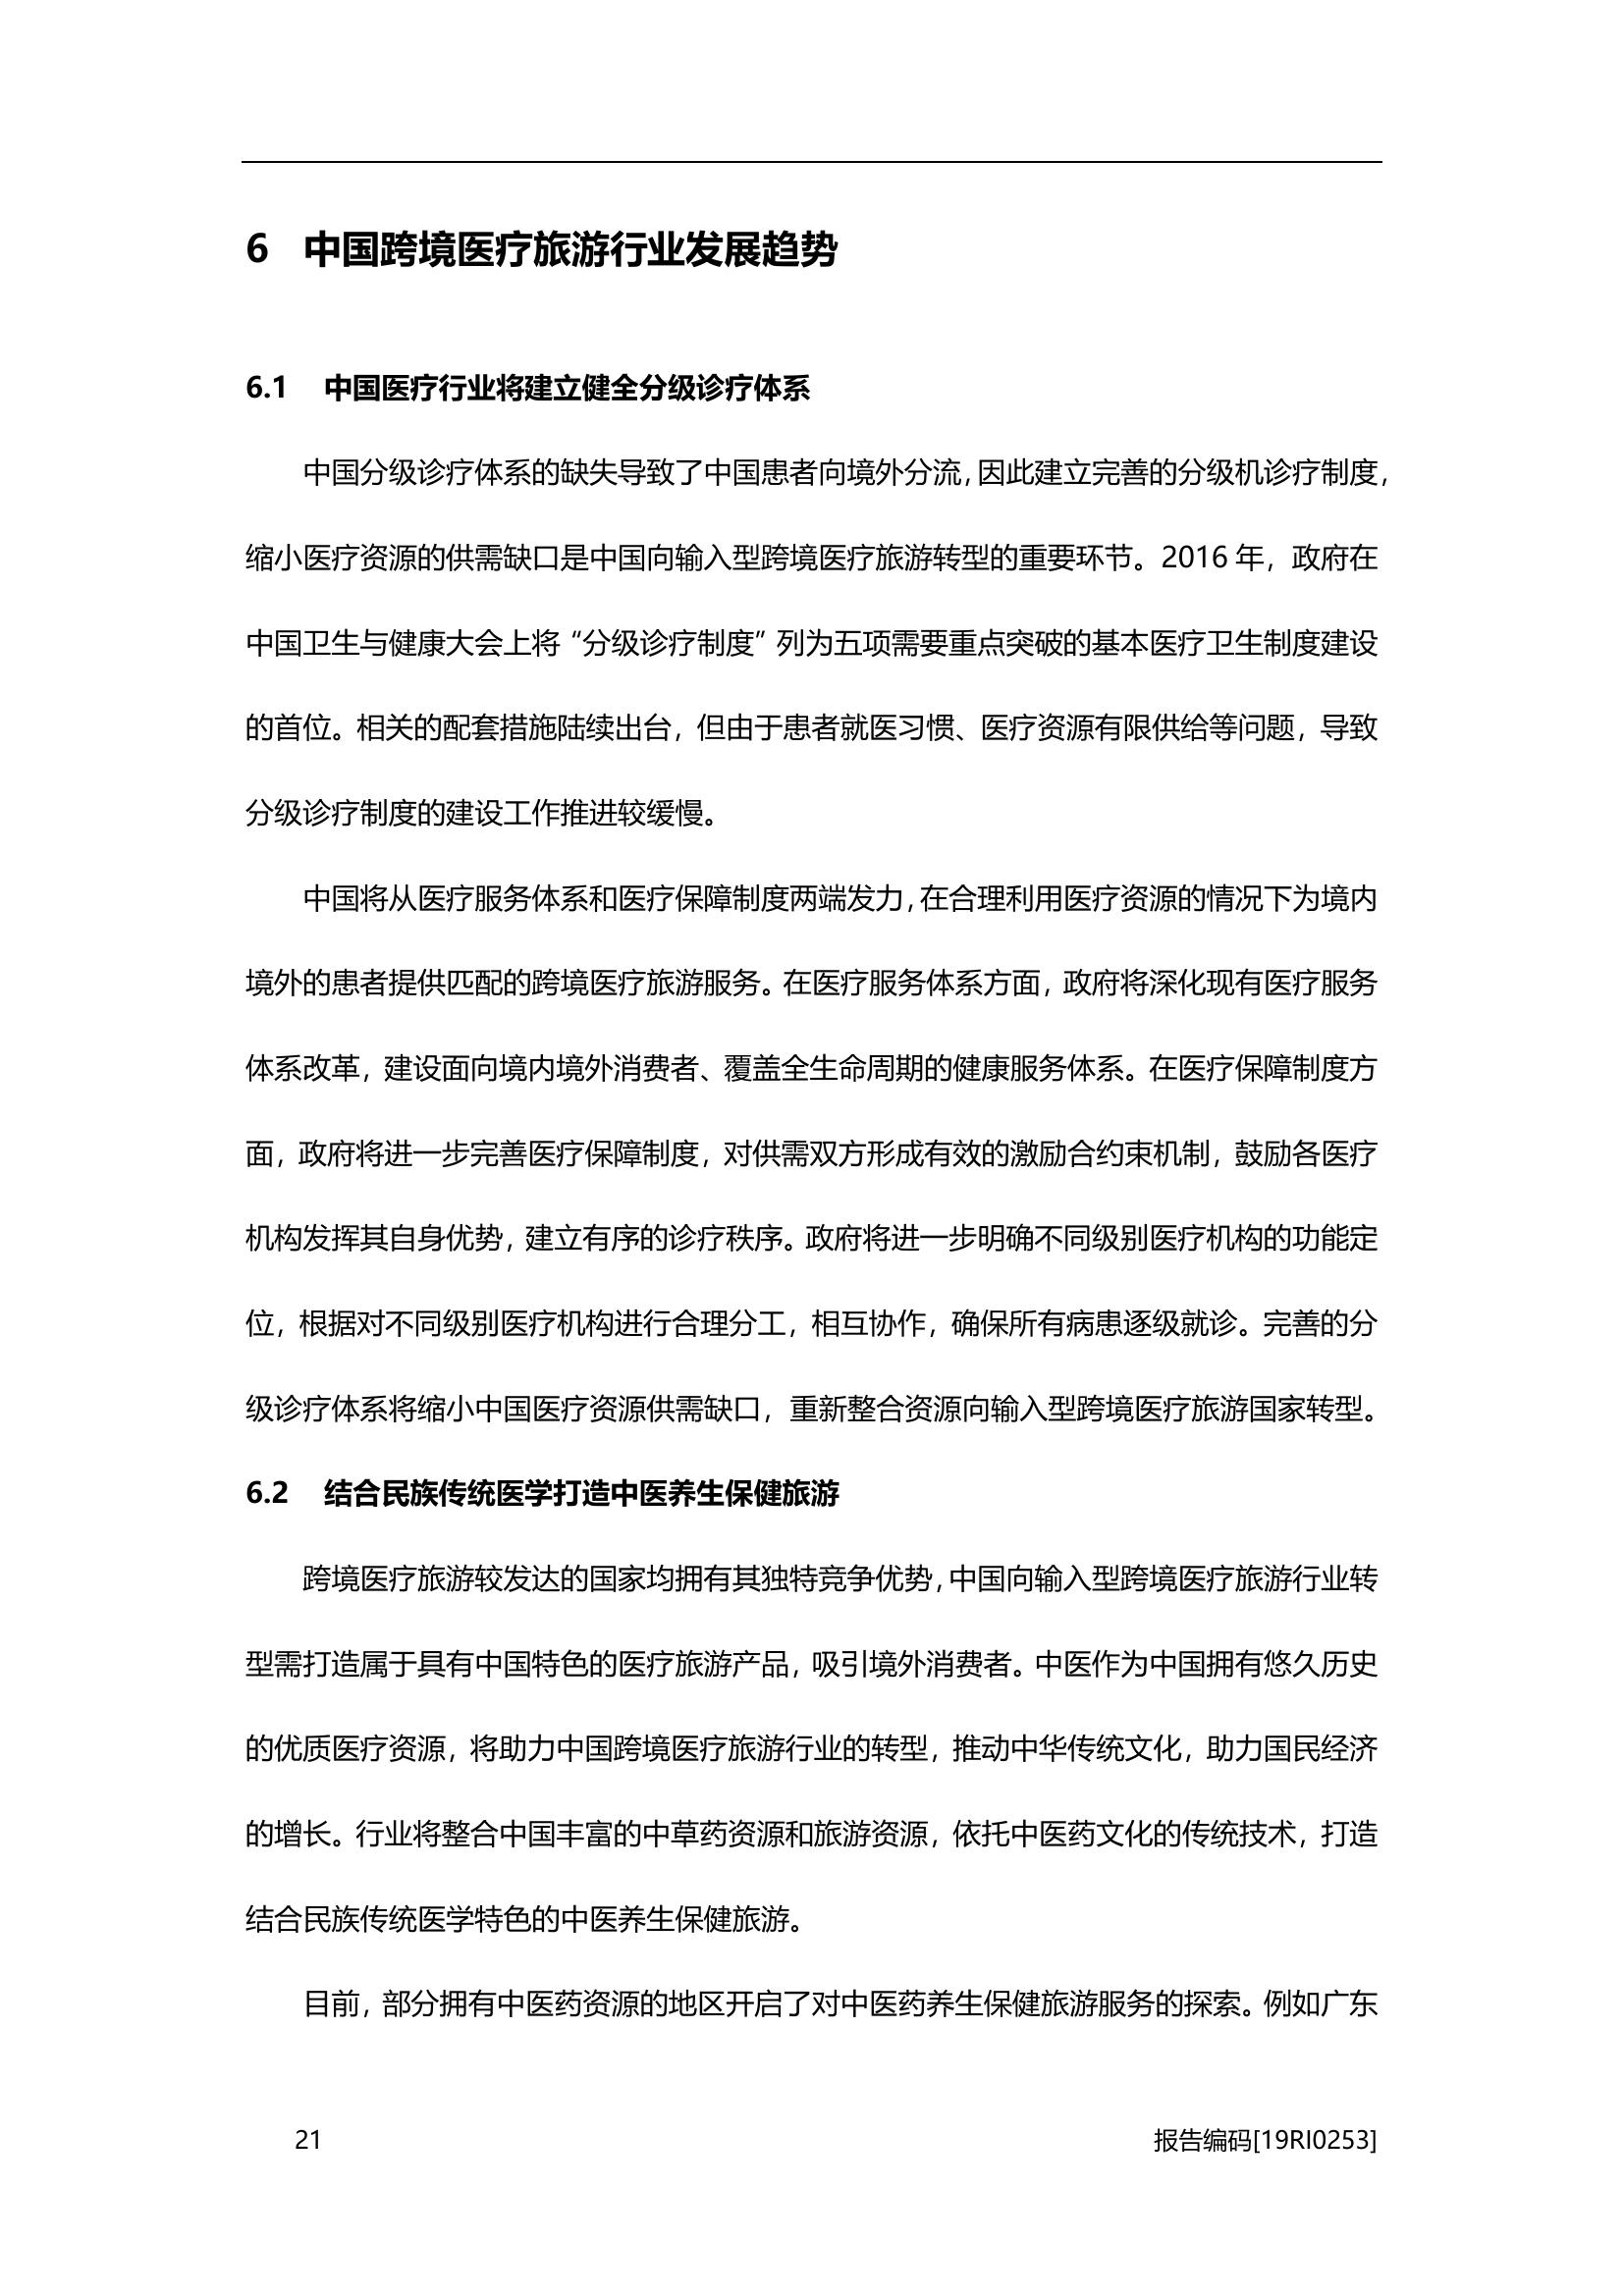 6 中国跨境医疗旅游行业发展趋势
6.1 中国医疗行业将建立健全分级诊疗体系
中国分级诊疗体系的缺失导致了中国患者向境外分流，因此建立完善的分级机诊疗制度，
缩小医疗资源的供需缺口是中国向输入型跨境医疗旅游转型的重要环节。2016 年，政府在
中国卫生与健康大会上将“分级诊疗制度”列为五项需要重点突破的基本医疗卫生制度建设
的首位。相关的配套措施陆续出台，但由于患者就医习惯、医疗资源有限供给等问题，导致
分级诊疗制度的建设工作推进较缓慢。
中国将从医疗服务体系和医疗保障制度两端发力，在合理利用医疗资源的情况下为境内
境外的患者提供匹配的跨境医疗旅游服务。在医疗服务体系方面，政府将深化现有医疗服务
体系改革，建设面向境内境外消费者、覆盖全生命周期的健康服务体系。在医疗保障制度方
面，政府将进一步完善医疗保障制度，对供需双方形成有效的激励合约束机制，鼓励各医疗
机构发挥其自身优势，建立有序的诊疗秩序。政府将进一步明确不同级别医疗机构的功能定
位，根据对不同级别医疗机构进行合理分工，相互协作，确保所有病患逐级就诊。完善的分
级诊疗体系将缩小中国医疗资源供需缺口，重新整合资源向输入型跨境医疗旅游国家转型。
6.2 结合民族传统医学打造中医养生保健旅游
跨境医疗旅游较发达的国家均拥有其独特竞争优势，中国向输入型跨境医疗旅游行业转
型需打造属于具有中国特色的医疗旅游产品，吸引境外消费者。中医作为中国拥有悠久历史
的优质医疗资源，将助力中国跨境医疗旅游行业的转型，推动中华传统文化，助力国民经济
的增长。行业将整合中国丰富的中草药资源和旅游资源，依托中医药文化的传统技术，打造
结合民族传统医学特色的中医养生保健旅游。
目前，部分拥有中医药资源的地区开启了对中医药养生保健旅游服务的探索。例如广东
21 报告编码[19RI0253]